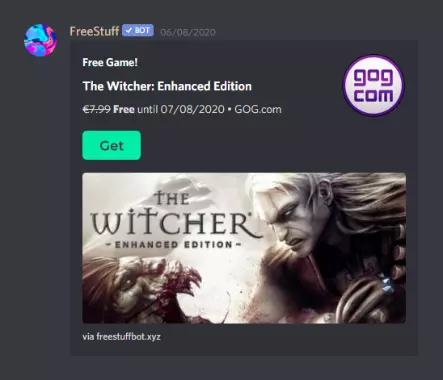 FreeStuff ✓ BOT 06/08/2020
Free Game!
The Witcher: Enhanced Edition
€7.99 Free until 07/08/2020 • GOG.com
gog
com
Get
THE
WITCHER®
– ENHANCED EDITION –
via freestuffbot.xyz